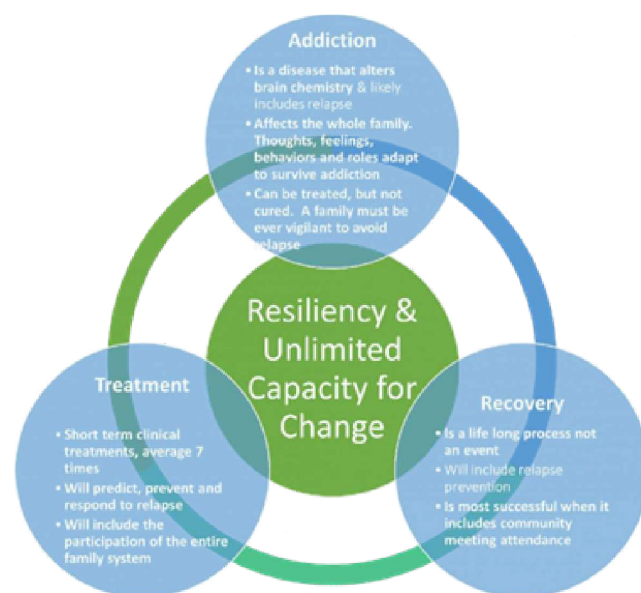 Addiction
• Is a disease that alters
brain chemistry & likely
includes relapse
• Affects the whole family.
Thoughts, feelings,
behaviors and roles adapt
to survive addiction
• Can be treated, but not
cured. A family must be
ever vigilant to avoid
relapse
Resiliency &
Unlimited
Capacity for
Change
Treatment
• Short term clinical
treatments, average 7
times
• Will predict, prevent and
respond to relapse
• Will include the
participation of the entire
family system
Recovery
• Is a life long process not
an event
• Will include relapse
prevention
• Is most successful when it
includes community
meeting attendance